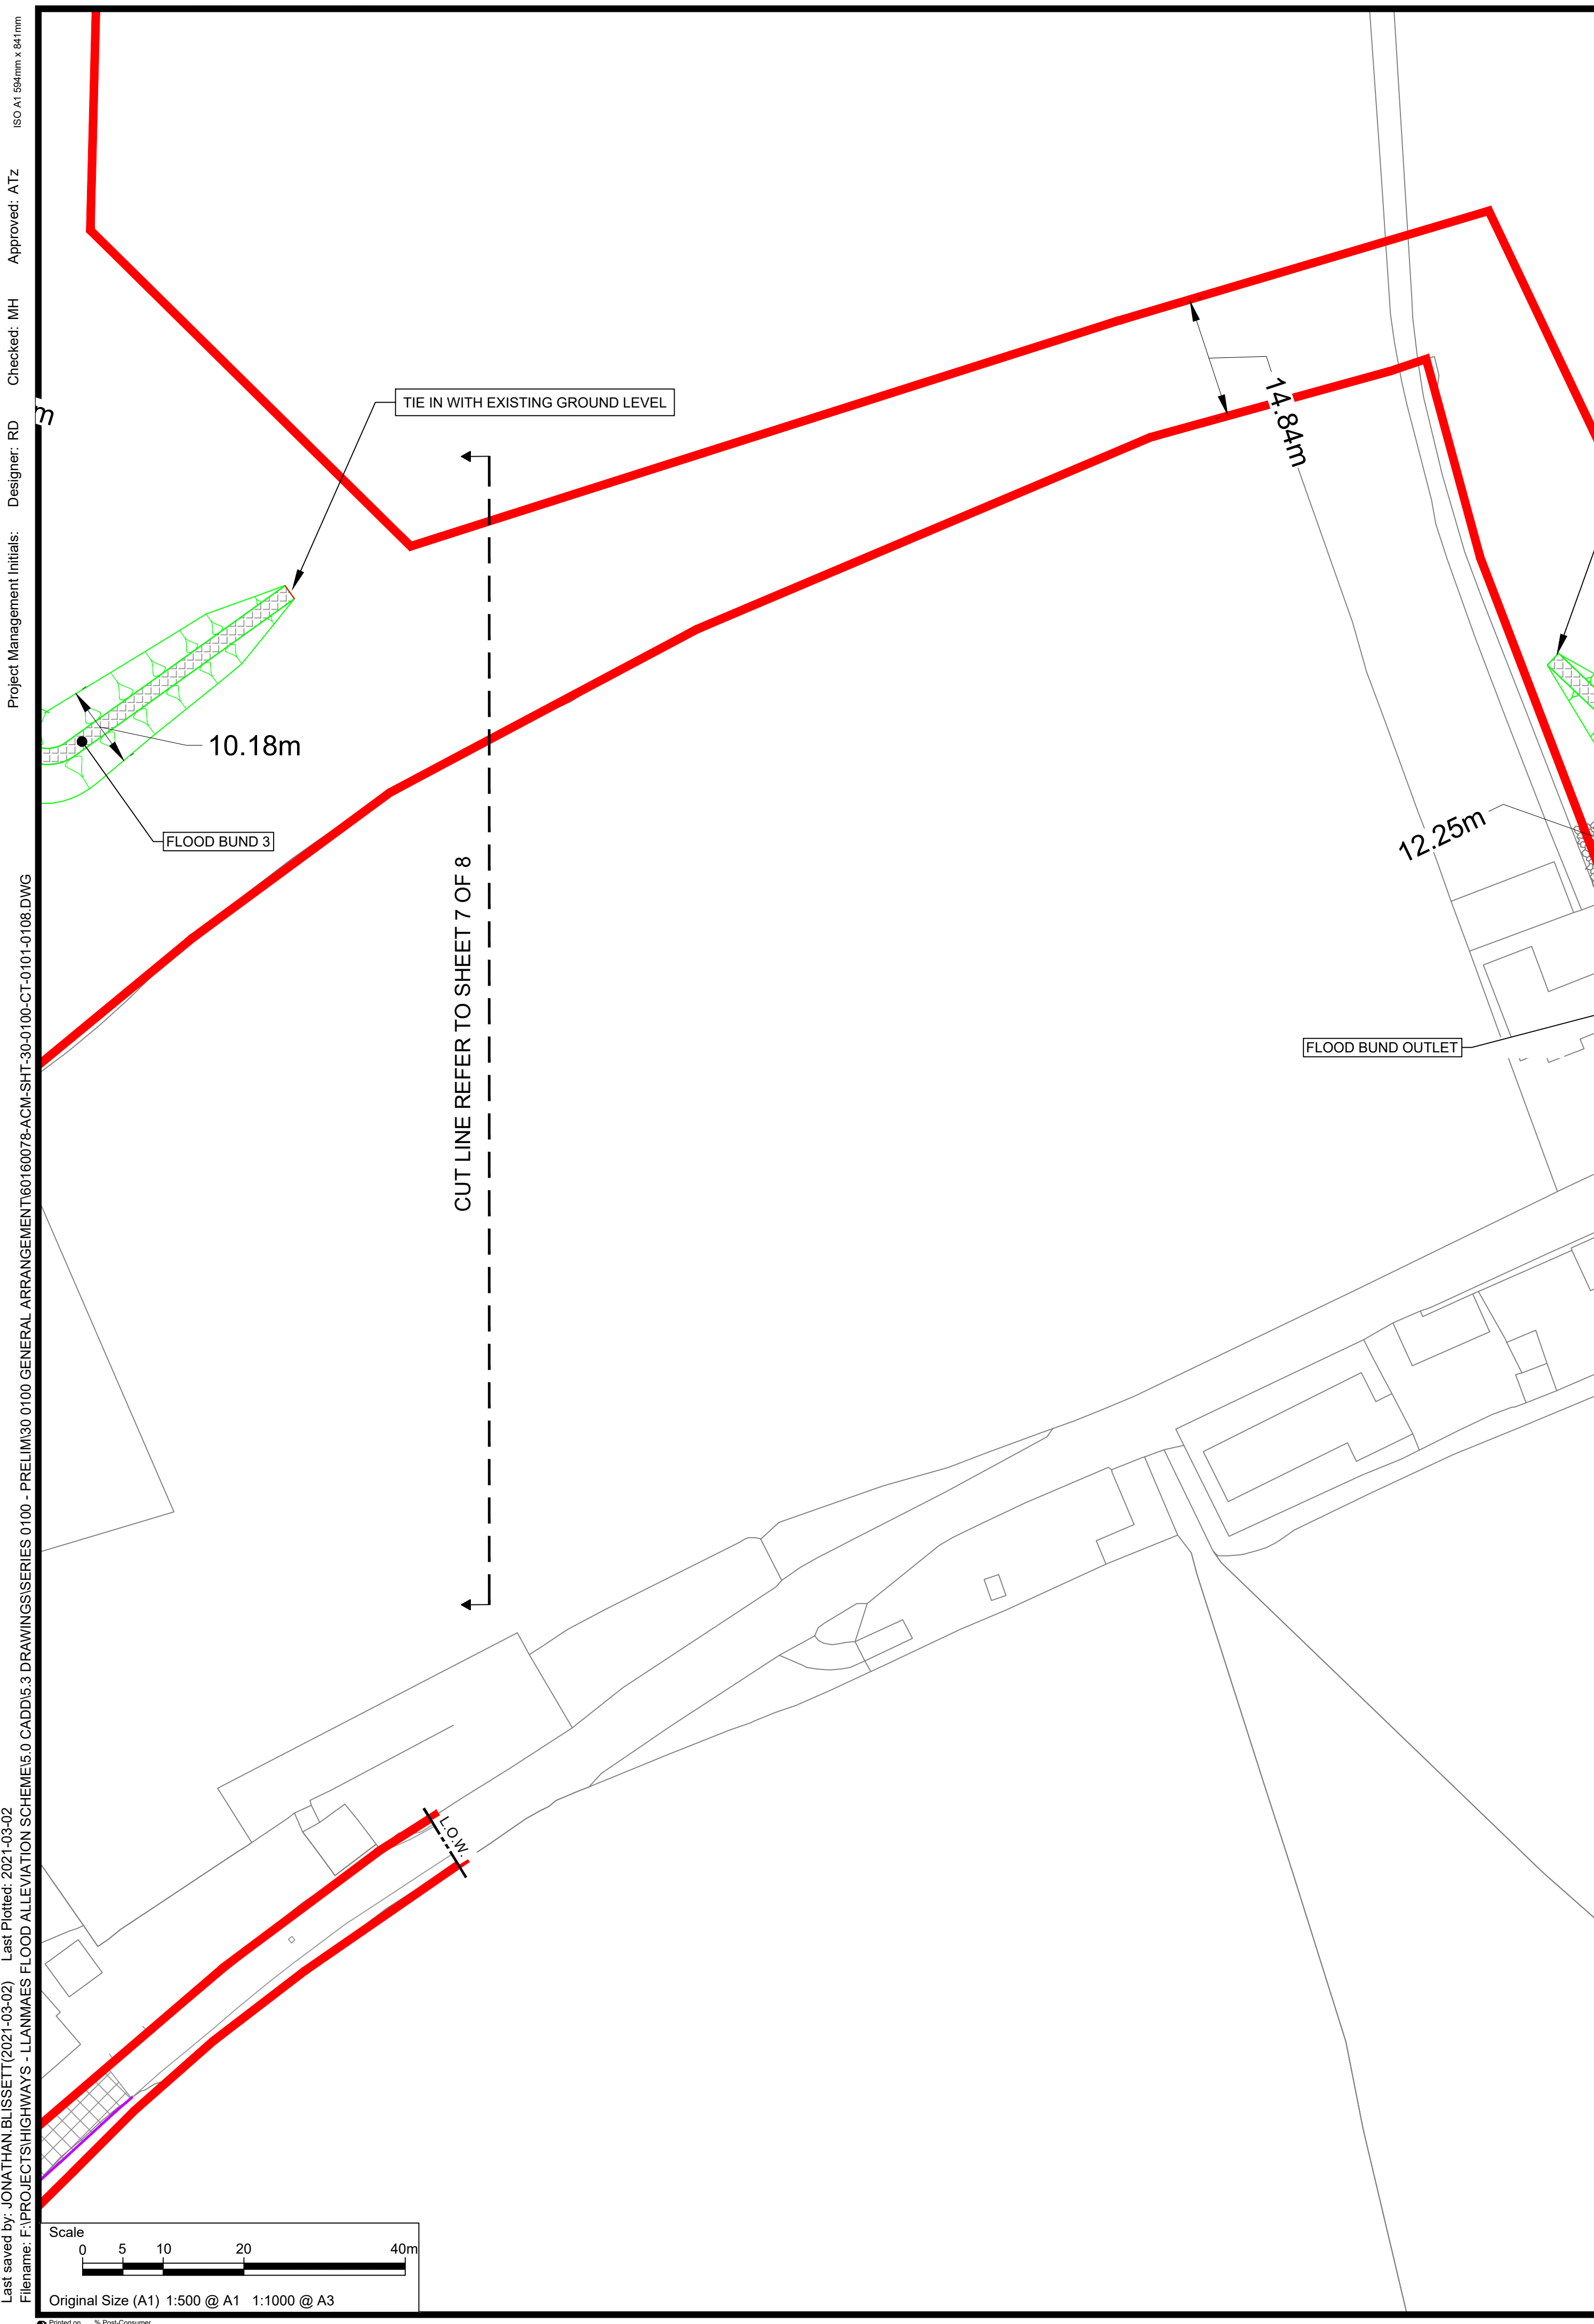 ISO A1 594mm x 841mm
Project Management Initials: Designer: RD Checked: MH Approved: ATz
Last saved by: JONATHAN.BLISSETT(2021-03-02) Last Plotted: 2021-03-02
Filename: F:\PROJECTS\HIGHWAYS - LLANMAES FLOOD ALLEVIATION SCHEME\5.0 CADD\5.3 DRAWINGS\SERIES 0100 - PRELIM\30 0100 GENERAL ARRANGEMENT\60160078-ACM-SHT-30-0100-CT-0101-0108.DWG
m
TIE IN WITH EXISTING GROUND LEVEL
14.84m
10.18m
FLOOD BUND 3
12.25m
CUT LINE REFER TO SHEET 7 OF 8
FLOOD BUND OUTLET
L.O.W.
Scale
0 5 10 20 40m
Original Size (A1) 1:500 @ A1 1:1000 @ A3
Printed on % Post-Consumer